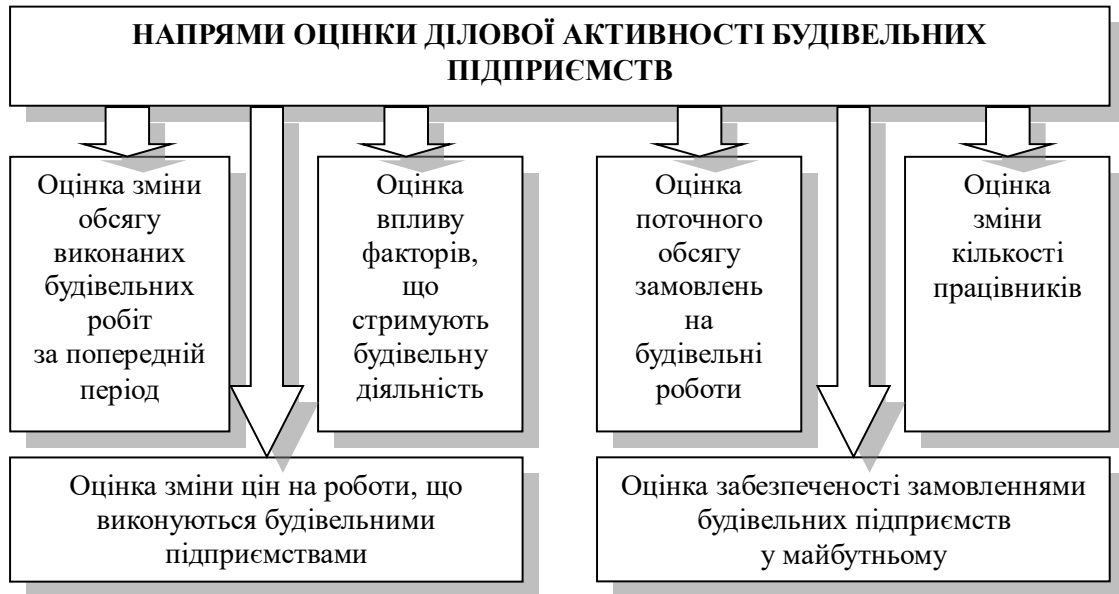 НАПРЯМИ ОЦІНКИ ДІЛОВОЇ АКТИВНОСТІ БУДІВЕЛЬНИХ
ПІДПРИЄМСТВ
Оцінка зміни
обсягу
виконаних
будівельних
робіт
за попередній
період
Оцінка
впливу
факторів,
що
стримують
будівельну
діяльність
Оцінка
поточного
обсягу
замовлень
на
будівельні
роботи
Оцінка
зміни
кількості
працівників
Оцінка зміни цін на роботи, що
виконуються будівельними
підприємствами
Оцінка забезпеченості замовленнями
будівельних підприємств
у майбутньому